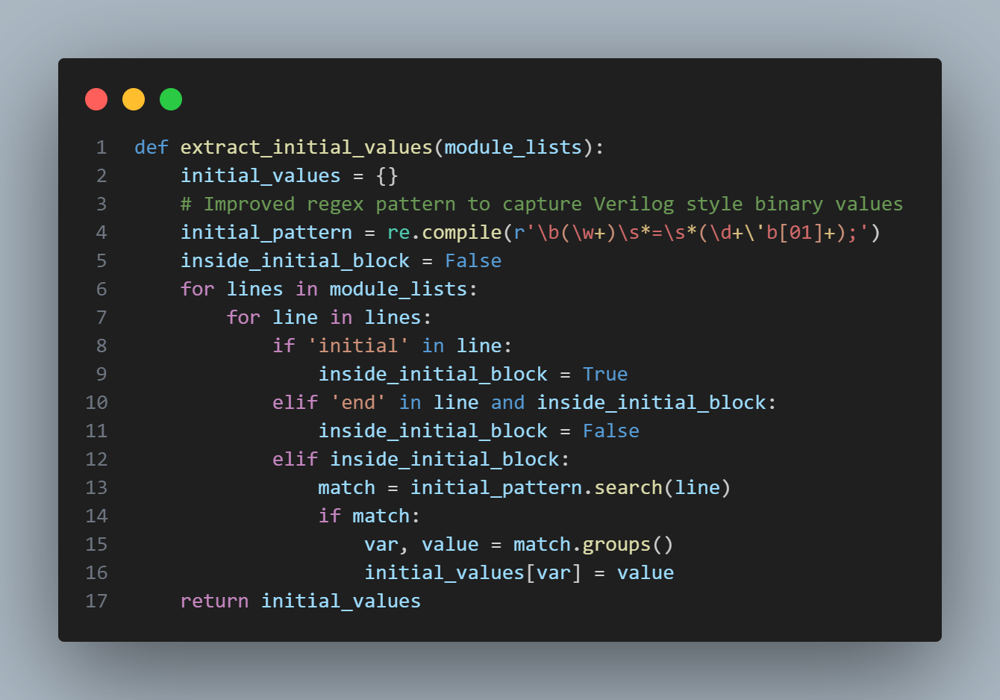 1 def extract_initial_values(module_lists):
2     initial_values = {}
3     # Improved regex pattern to capture Verilog style binary values
4     initial_pattern = re.compile(r'\b(\w+)\s*=\s*(\d+\'b[01]+);')
5     inside_initial_block = False
6     for lines in module_lists:
7         for line in lines:
8             if 'initial' in line:
9                 inside_initial_block = True
10             elif 'end' in line and inside_initial_block:
11                 inside_initial_block = False
12             elif inside_initial_block:
13                 match = initial_pattern.search(line)
14                 if match:
15                     var, value = match.groups()
16                     initial_values[var] = value
17     return initial_values